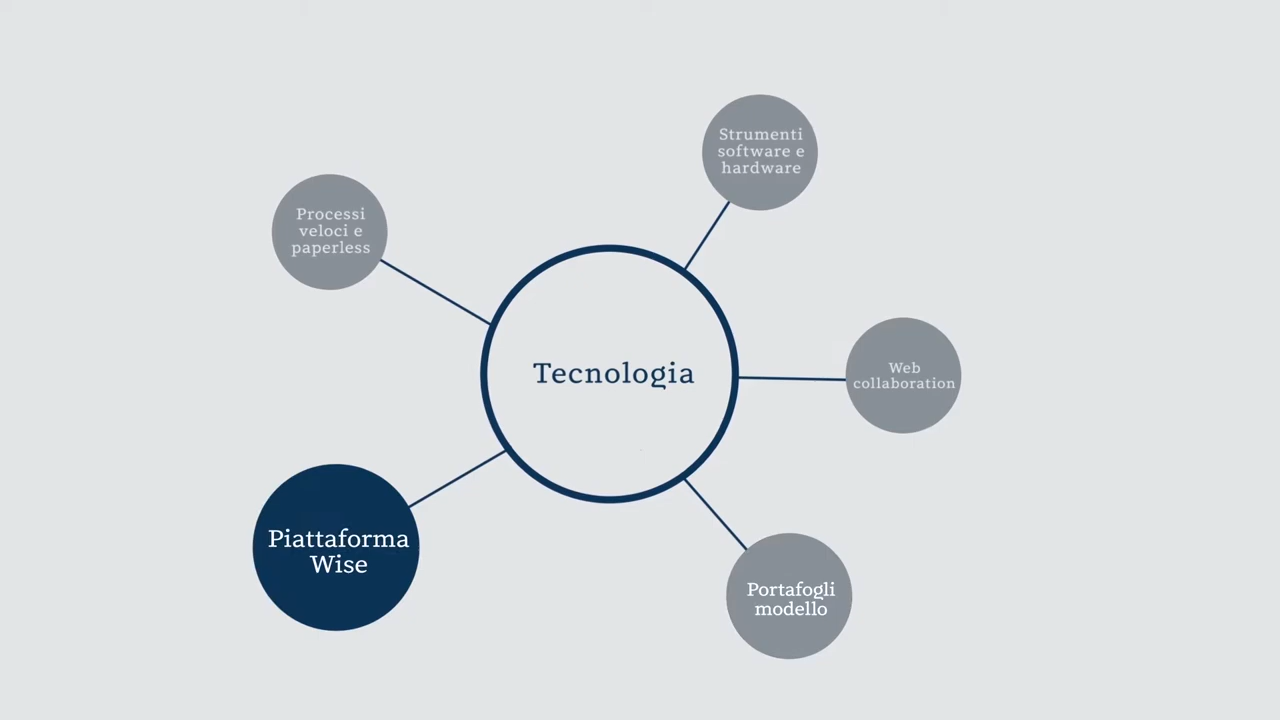 Strumenti
software e
hardware
Processi
veloci e
paperless
Tecnologia
Web
collaboration
Piattaforma
Wise
Portafogli
modello